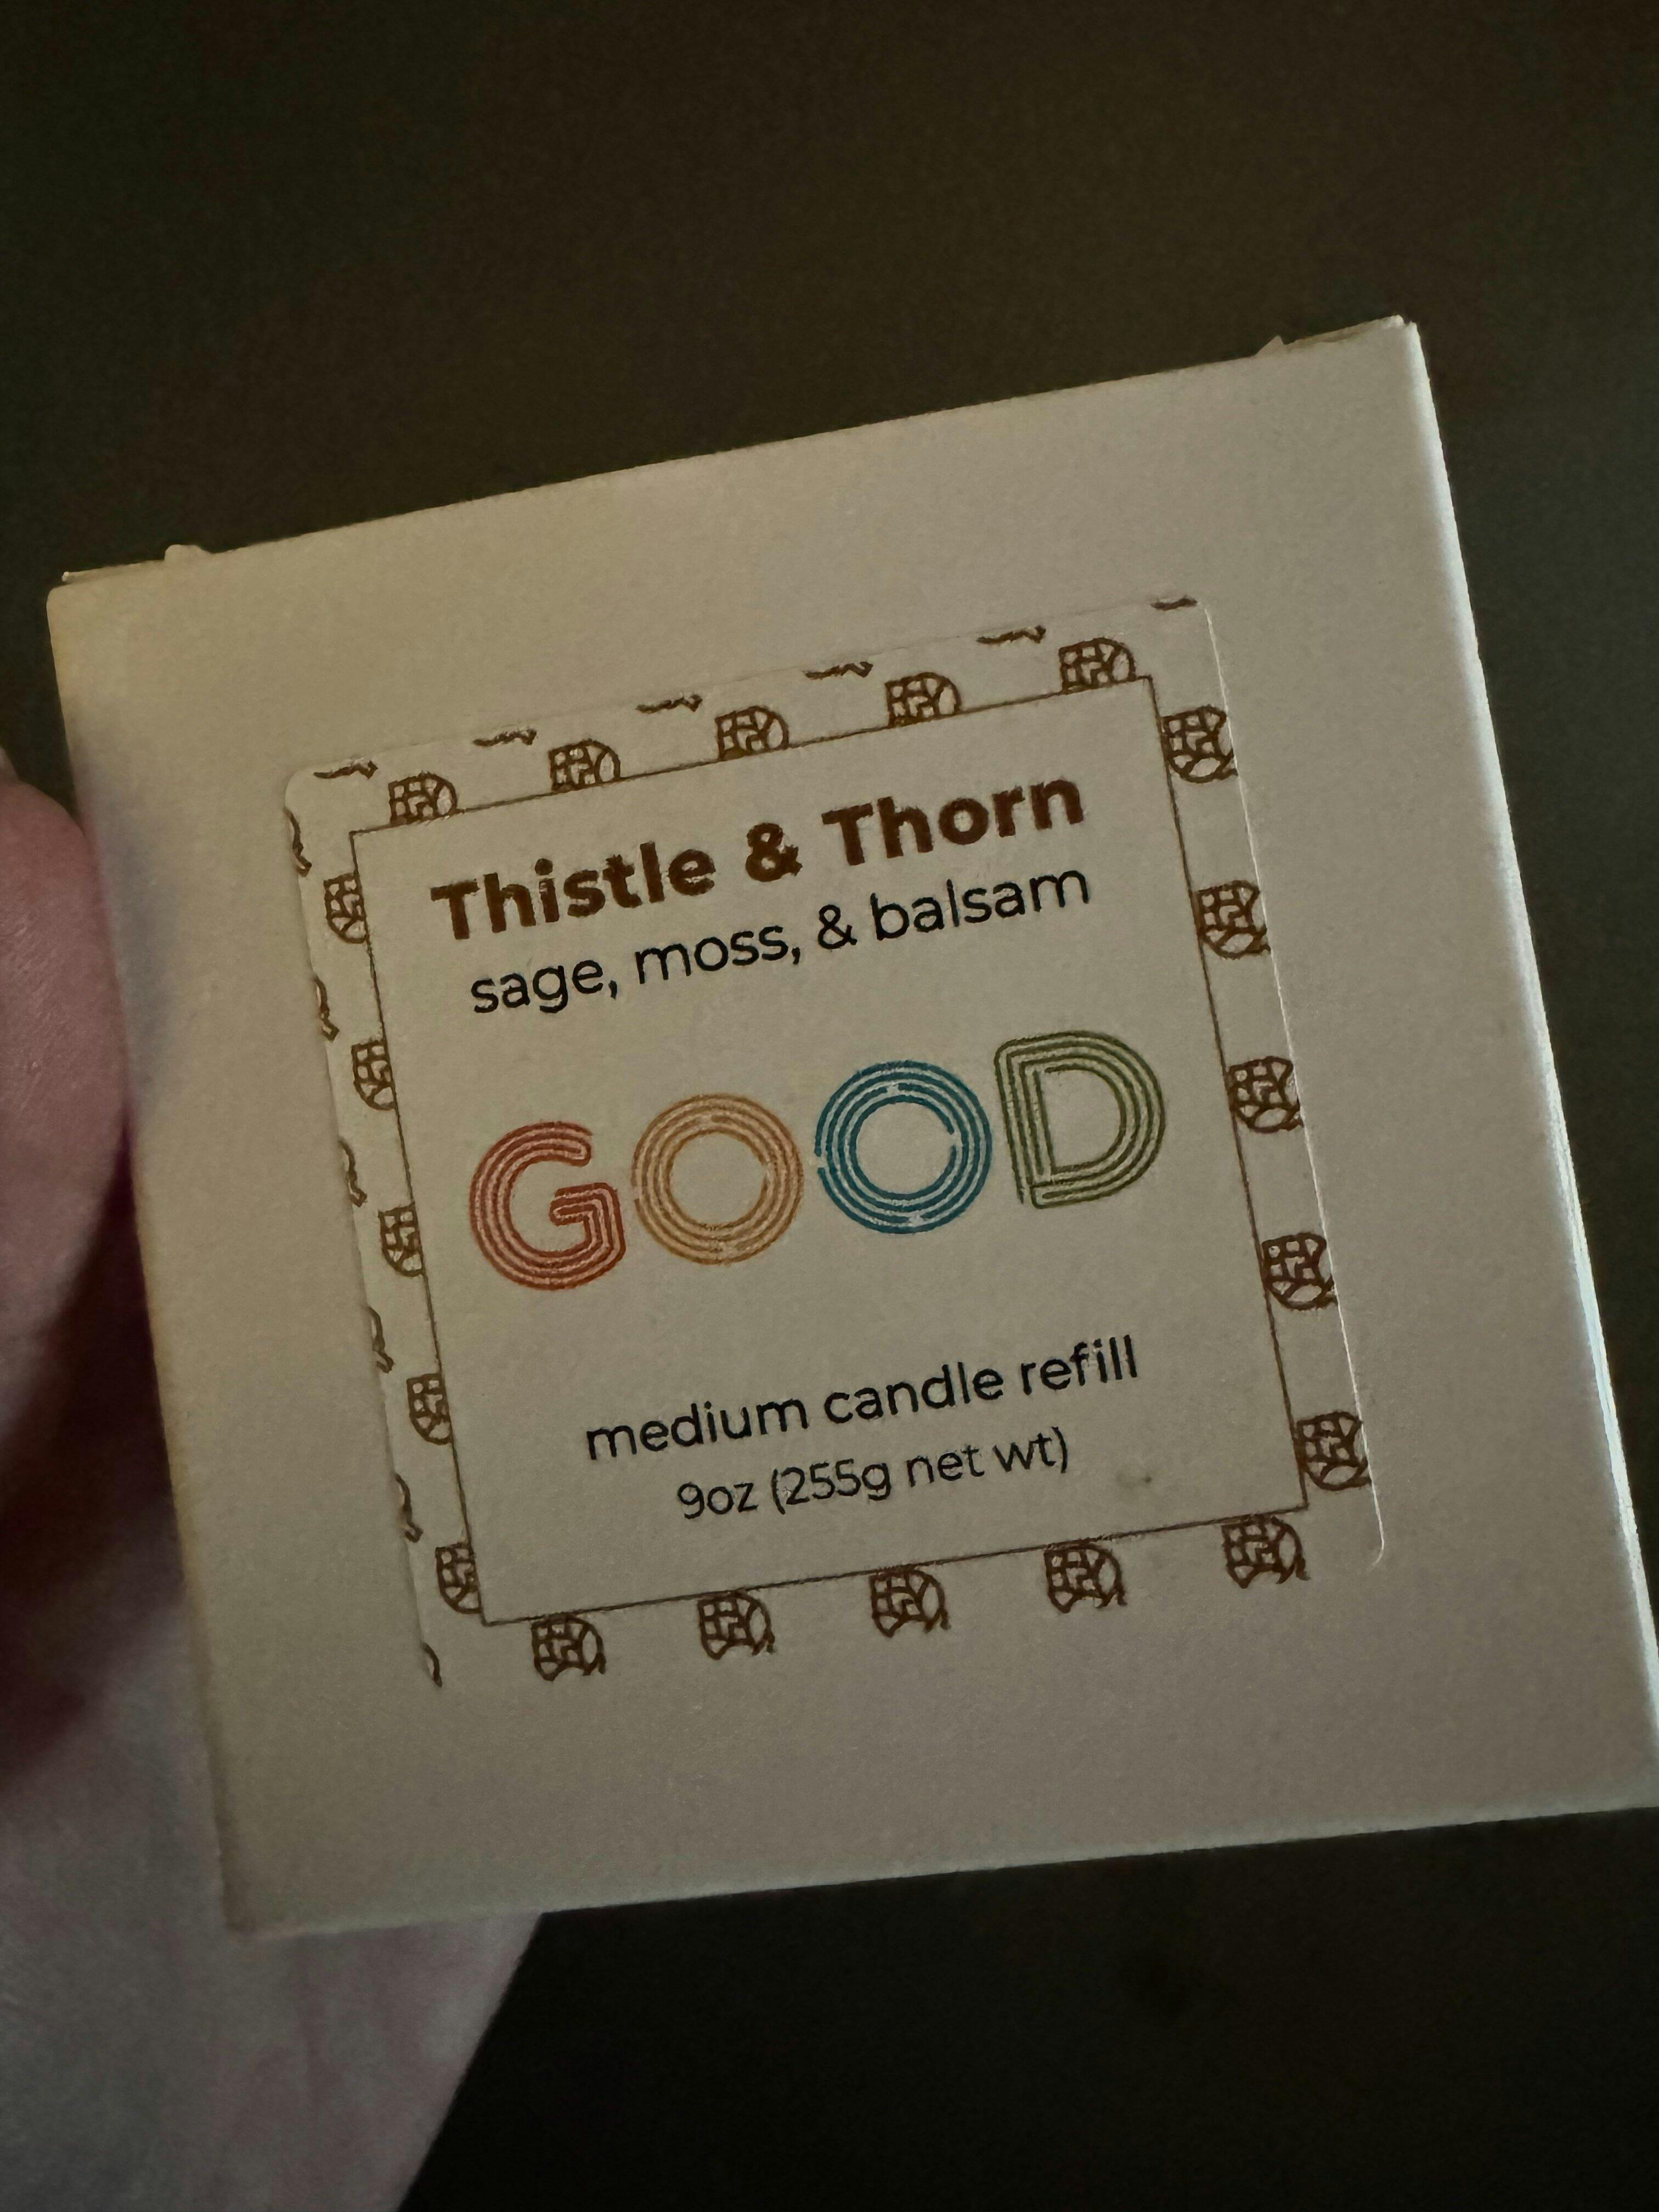 Thistle & Thorn
sage, moss, & balsam
GOOD
medium candle refill
9oz (255g net wt)